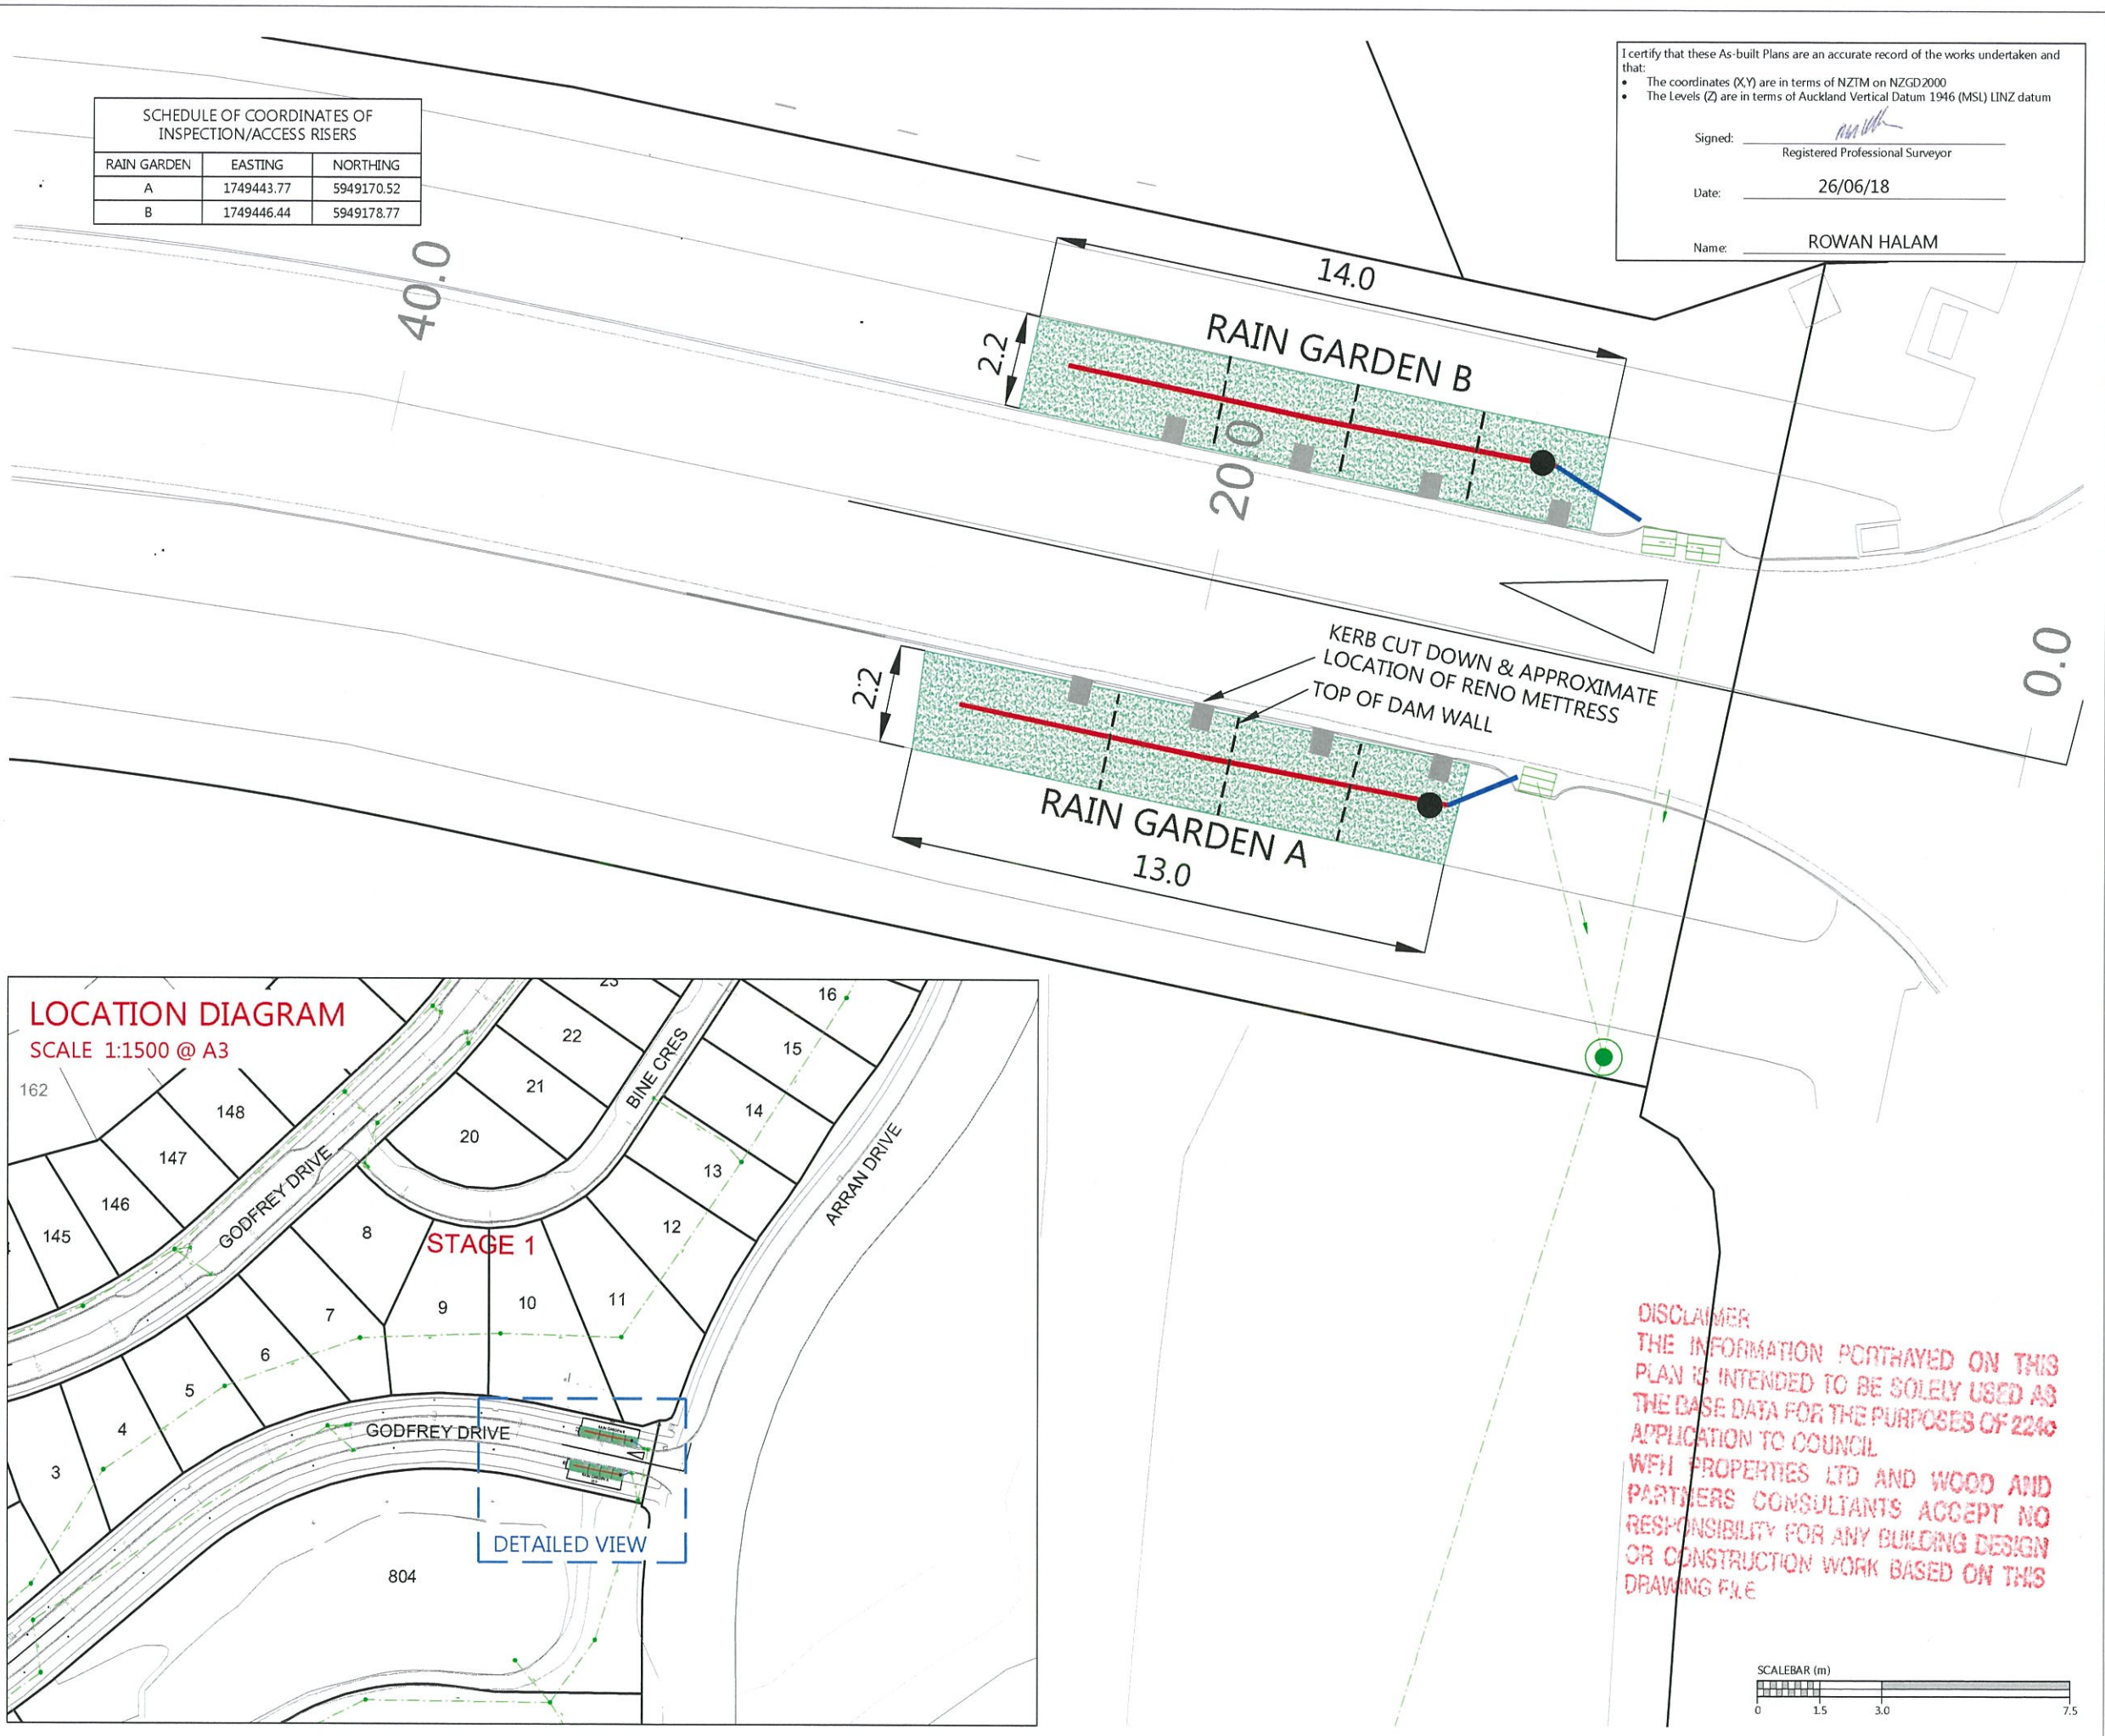 SCHEDULE OF COORDINATES OF
INSPECTION/ACCESS RISERS
RAIN GARDEN EASTING NORTHING
A 1749443.77 5949170.52
B 1749446.44 5949178.77
I certify that these As-built Plans are an accurate record of the works undertaken and
that:
• The coordinates (X,Y) are in terms of NZTM on NZGD2000
• The Levels (Z) are in terms of Auckland Vertical Datum 1946 (MSL) LINZ datum
Signed:
Registered Professional Surveyor
Date: 26/06/18
Name: ROWAN HALAM
40.0
14.0
2.2
RAIN GARDEN B
20.0
KERB CUT DOWN & APPROXIMATE
LOCATION OF RENO METTRESS
TOP OF DAM WALL
0.0
2.2
RAIN GARDEN A
13.0
LOCATION DIAGRAM
SCALE 1:1500 @ A3
162
148
147
146
145
GODFREY DRIVE
23
22
21
20
BINE CRES
16
15
14
13
12
ARRAN DRIVE
STAGE 1
11
10
9
8
7
6
5
4
3
GODFREY DRIVE
DETAILED VIEW
804
DISCLAIMER
THE INFORMATION PORTRAYED ON THIS
PLAN IS INTENDED TO BE SOLELY USED AS
THE BASE DATA FOR THE PURPOSES OF 224c
APPLICATION TO COUNCIL
WFH PROPERTIES LTD AND WOOD AND
PARTNERS CONSULTANTS ACCEPT NO
RESPONSIBILITY FOR ANY BUILDING DESIGN
OR CONSTRUCTION WORK BASED ON THIS
DRAWING FILE
SCALEBAR (m)
0 1.5 3.0 7.5